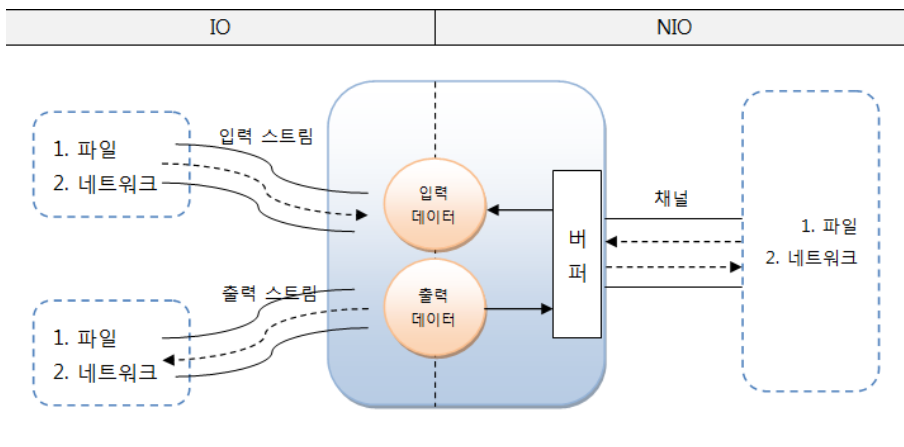 IO
NIO
1. 파일
2. 네트워크
입력 스트림
입력
데이터
출력 스트림
1. 파일
2. 네트워크
출력
데이터
버
퍼
채널
1. 파일
2. 네트워크